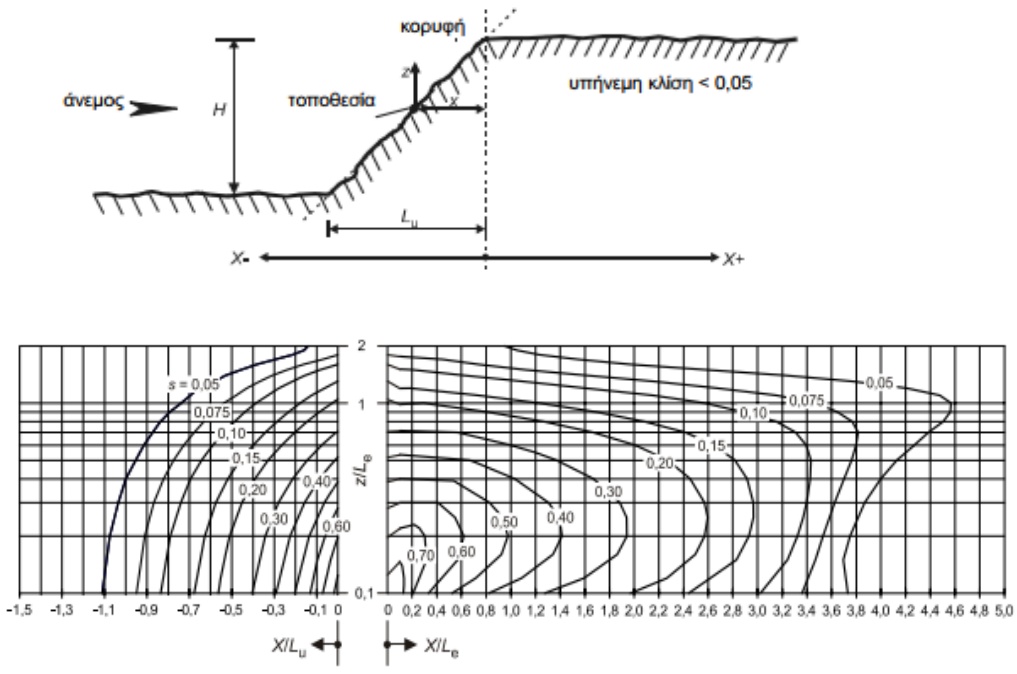 κορυφή
z
υπήνεμη κλίση < 0,05
άνεμος
H
τοποθεσία
x
L_u
X-
X+
2
s = 0,05
0,05
0,075
0,075
1
0,10
0,10
0,15
0,15
z/L_e
0,20
0,40
0,20
0,30
0,30
0,60
0,50
0,40
0,70
0,60
0,1
-1,5 -1,3 -1,1 -0,9 -0,7 -0,5 -0,3 -0,1 0
0 0,2 0,4 0,6 0,8 1,0 1,2 1,4 1,6 1,8 2,0 2,2 2,4 2,6 2,8 3,0 3,2 3,4 3,6 3,8 4,0 4,2 4,4 4,6 4,8 5,0
X/L_u
X/L_e